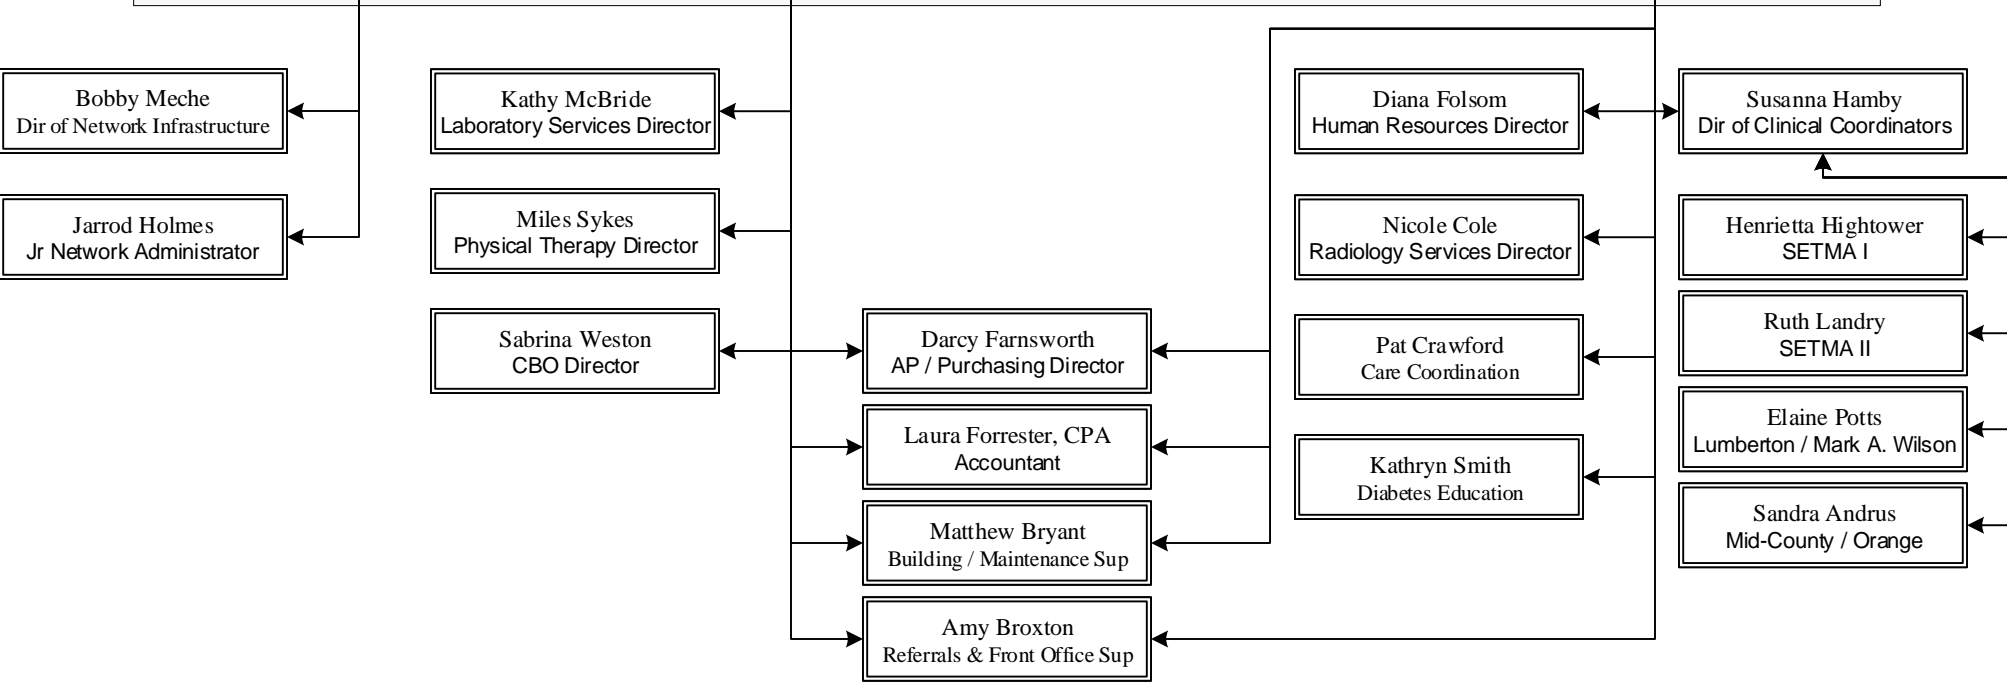 Bobby Meche
Dir of Network Infrastructure
Jarrod Holmes
Jr Network Administrator
Kathy McBride
Laboratory Services Director
Miles Sykes
Physical Therapy Director
Sabrina Weston
CBO Director
Darcy Farnsworth
AP / Purchasing Director
Laura Forrester, CPA
Accountant
Matthew Bryant
Building / Maintenance Sup
Amy Broxton
Referrals & Front Office Sup
Diana Folsom
Human Resources Director
Nicole Cole
Radiology Services Director
Pat Crawford
Care Coordination
Kathryn Smith
Diabetes Education
Susanna Hamby
Dir of Clinical Coordinators
Henrietta Hightower
SETMA I
Ruth Landry
SETMA II
Elaine Potts
Lumberton / Mark A. Wilson
Sandra Andrus
Mid-County / Orange